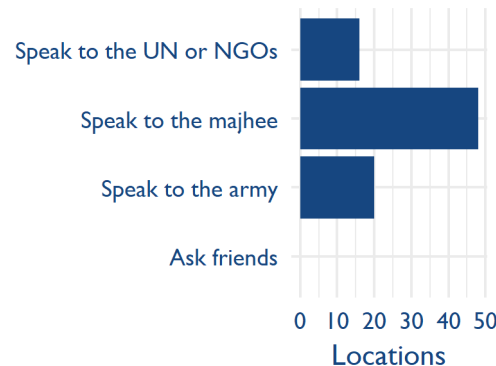 Speak to the UN or NGOs
Speak to the majhee
Speak to the army
Ask friends
0 10 20 30 40 50
Locations